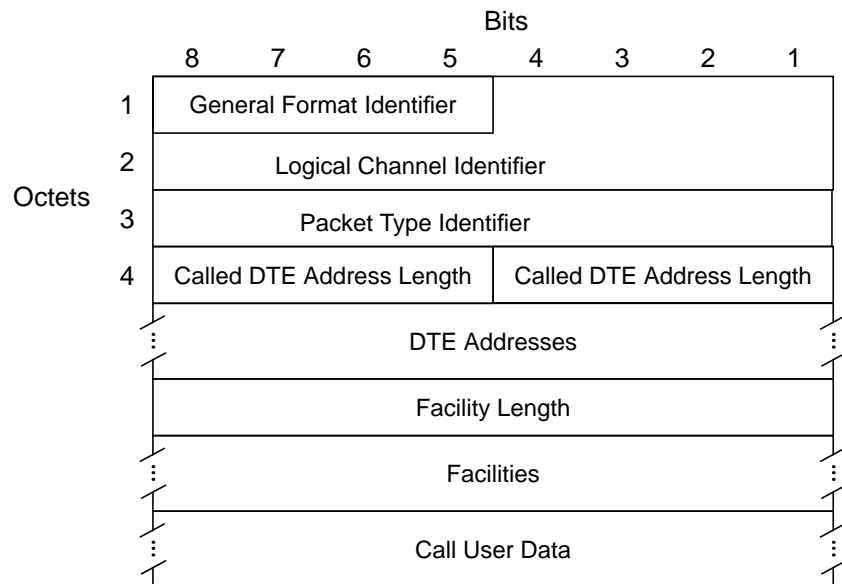 Bits
8 7 6 5 4 3 2 1
1 General Format Identifier
2 Logical Channel Identifier
Octets
3 Packet Type Identifier
4 Called DTE Address Length Called DTE Address Length
DTE Addresses
Facility Length
Facilities
Call User Data